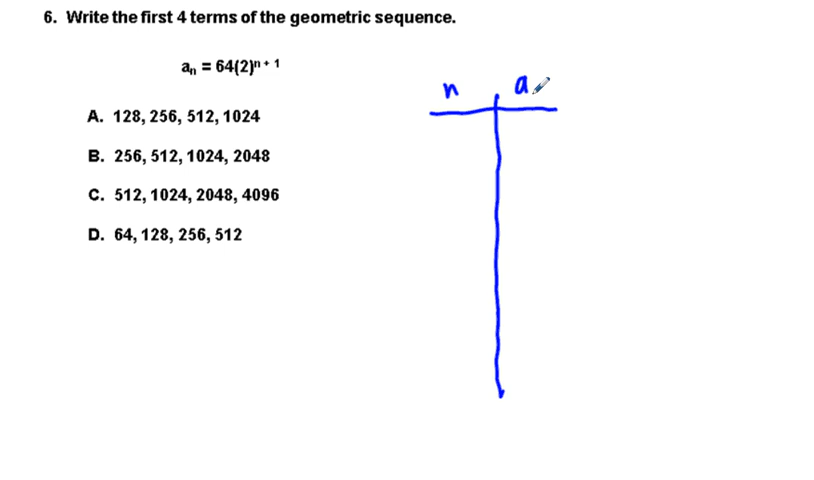 6. Write the first 4 terms of the geometric sequence.
aₙ = 64(2)ⁿ⁺¹
n a
A. 128, 256, 512, 1024
B. 256, 512, 1024, 2048
C. 512, 1024, 2048, 4096
D. 64, 128, 256, 512